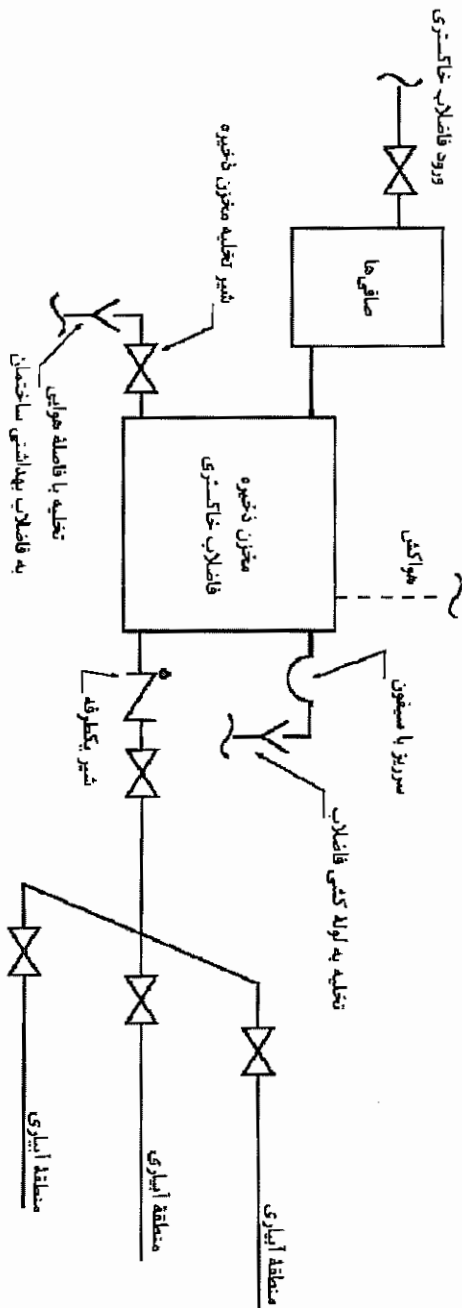 ورود فاضلاب خاکستری
صافی‌ها
هواکش
شیر تخلیه مخزن ذخیره
تخلیه با فاصلهٔ هوایی
به فاضلاب بهداشتی ساختمان
مخزن ذخیره
فاضلاب خاکستری
سرریز با سیفون
تخلیه به لولهٔ کشی فاضلاب
شیر یکطرفه
منطقهٔ آبیاری
منطقهٔ آبیاری
منطقهٔ آبیاری